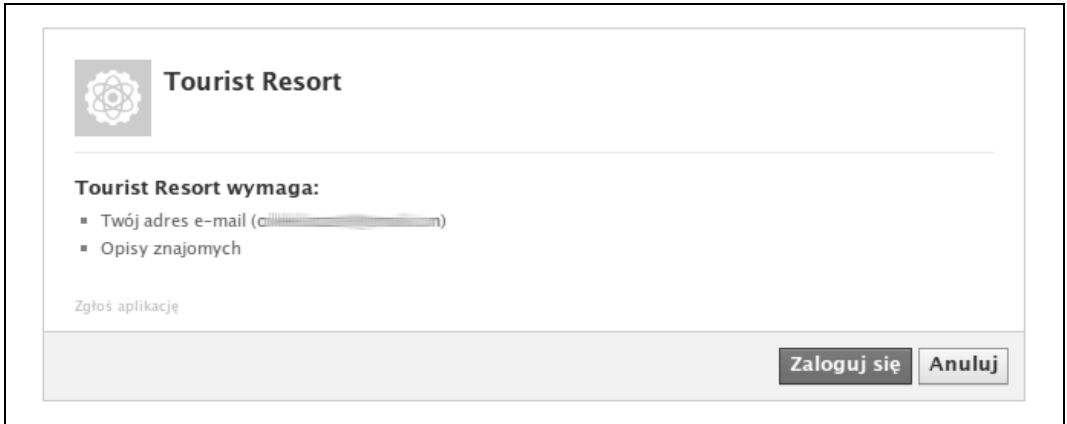 Tourist Resort
Tourist Resort wymaga:
▪ Twój adres e-mail ( )
▪ Opisy znajomych
Zgłoś aplikację
Zaloguj się Anuluj